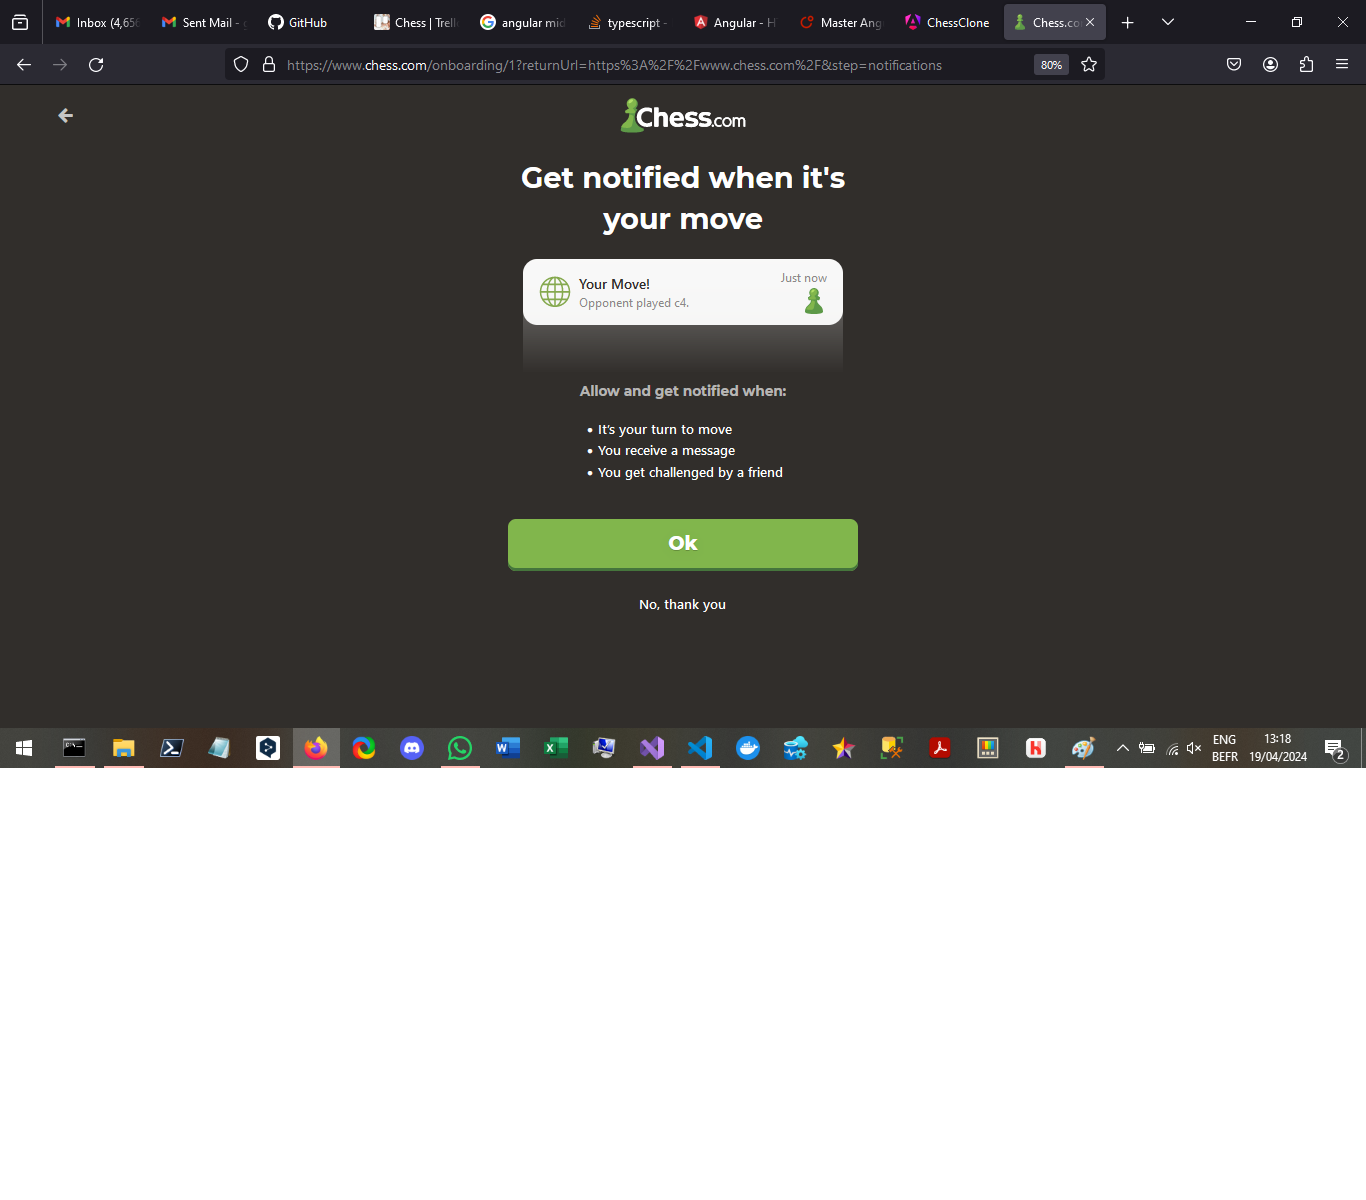 Inbox (4,656
Sent Mail - g
GitHub
Chess | Trell
angular mid
typescript -
Angular - H
Master Ang
ChessClone
Chess.co
https://www.chess.com/onboarding/1?returnUrl=https%3A%2F%2Fwww.chess.com%2F&step=notifications
80%
Chess.com
Get notified when it's
your move
Your Move!
Just now
Opponent played c4.
Allow and get notified when:
• It's your turn to move
• You receive a message
• You get challenged by a friend
Ok
No, thank you
ENG
BEFR
13:18
19/04/2024
2